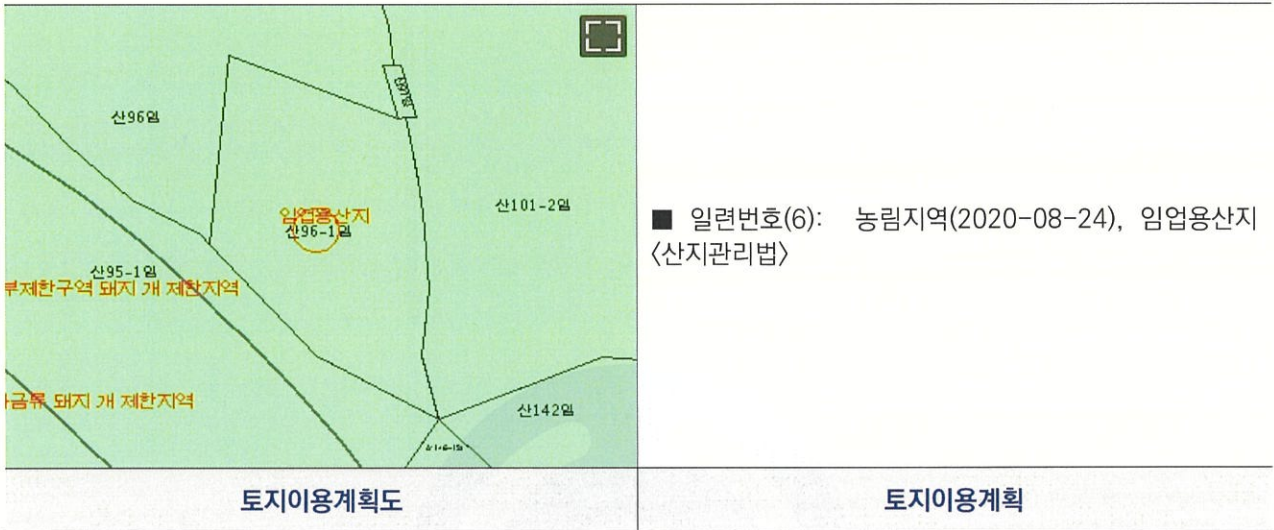 산96임
임업용산지
산96-1임
산101-2임
산95-1임
부제한구역 돼지 개 제한지역
가금류 돼지 개 제한지역
산142임
■ 일련번호(6): 농림지역(2020-08-24), 임업용산지
〈산지관리법〉
토지이용계획도
토지이용계획